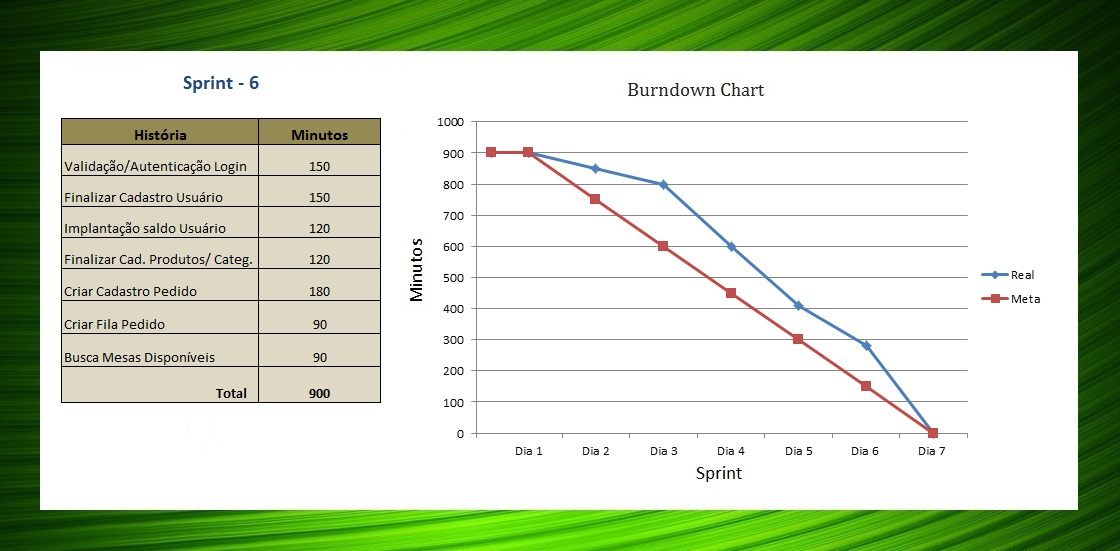 Sprint - 6
História Minutos
Validação/Autenticação Login 150
Finalizar Cadastro Usuário 150
Implantação saldo Usuário 120
Finalizar Cad. Produtos/ Categ. 120
Criar Cadastro Pedido 180
Criar Fila Pedido 90
Busca Mesas Disponíveis 90
Total 900
Burndown Chart
1000
900
800
700
600
500
400
300
200
100
0
Minutos
Dia 1 Dia 2 Dia 3 Dia 4 Dia 5 Dia 6 Dia 7
Sprint
Real
Meta